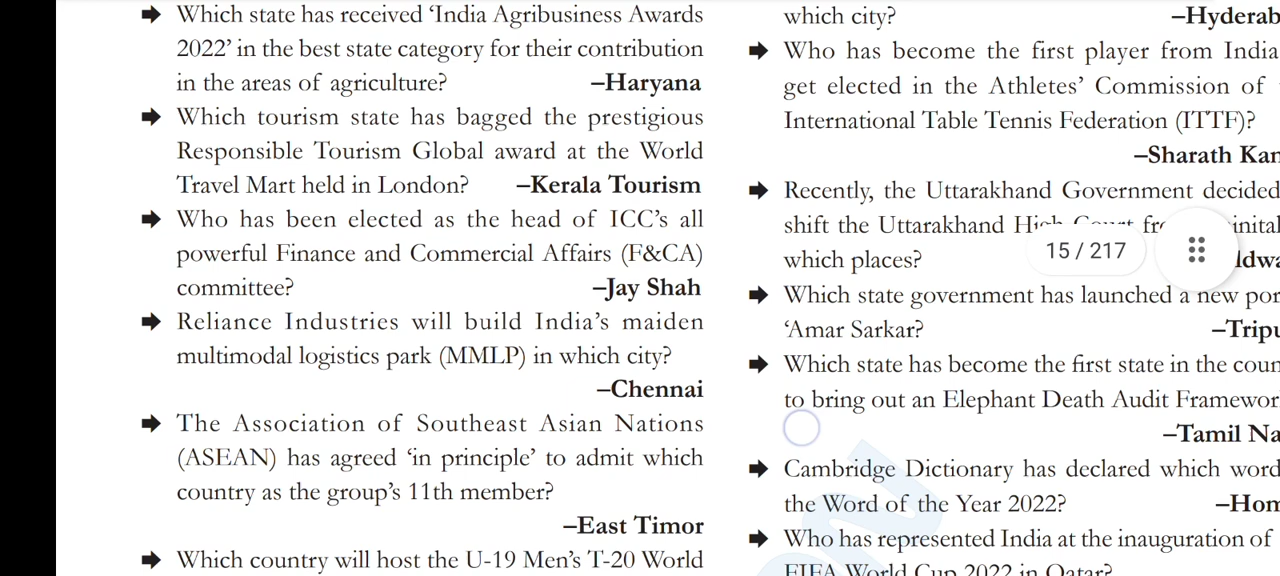 ➡ Which state has received ‘India Agribusiness Awards
2022’ in the best state category for their contribution
in the areas of agriculture? –Haryana
➡ Which tourism state has bagged the prestigious
Responsible Tourism Global award at the World
Travel Mart held in London? –Kerala Tourism
➡ Who has been elected as the head of ICC’s all
powerful Finance and Commercial Affairs (F&CA)
committee? –Jay Shah
➡ Reliance Industries will build India’s maiden
multimodal logistics park (MMLP) in which city?
–Chennai
➡ The Association of Southeast Asian Nations
(ASEAN) has agreed ‘in principle’ to admit which
country as the group’s 11th member?
–East Timor
➡ Which country will host the U-19 Men’s T-20 World
which city? –Hyderab
➡ Who has become the first player from India
get elected in the Athletes’ Commission of
International Table Tennis Federation (ITTF)?
–Sharath Kam
➡ Recently, the Uttarakhand Government decided
shift the Uttarakhand High Court
which places?
15 / 217
➡ Which state government has launched a new por
‘Amar Sarkar? –Tripu
➡ Which state has become the first state in the coun
to bring out an Elephant Death Audit Framewor
–Tamil Na
➡ Cambridge Dictionary has declared which word
the Word of the Year 2022? –Hom
➡ Who has represented India at the inauguration of
FIFA World Cup 2022 in Qatar?